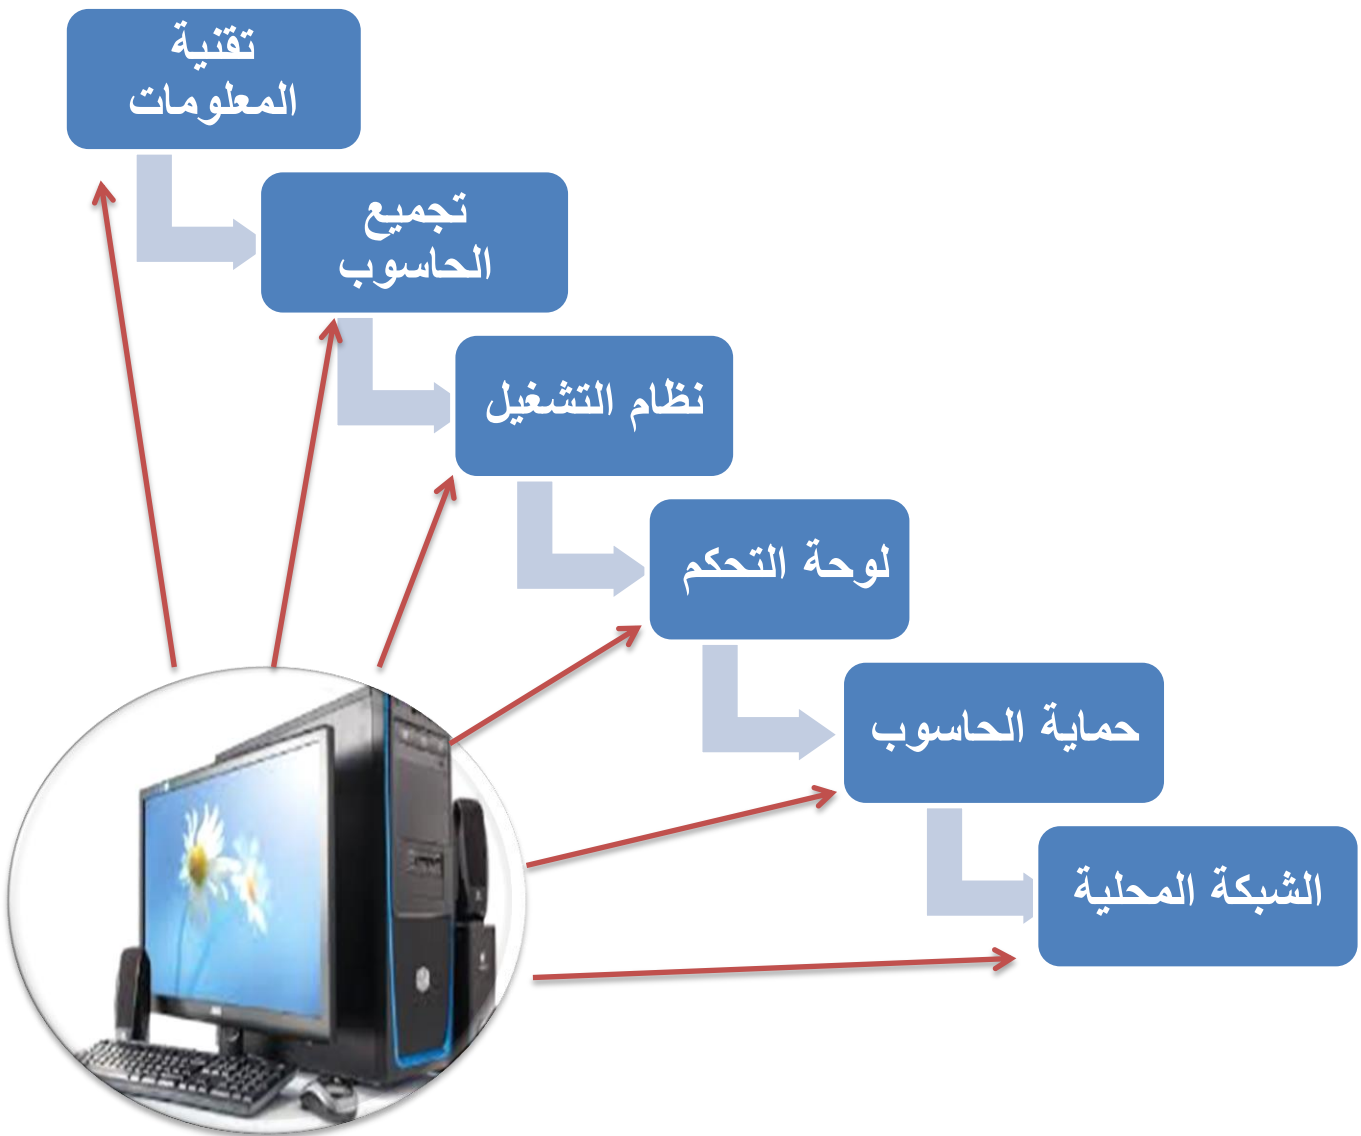 تقنية
المعلومات
تجميع
الحاسوب
نظام التشغيل
لوحة التحكم
حماية الحاسوب
الشبكة المحلية